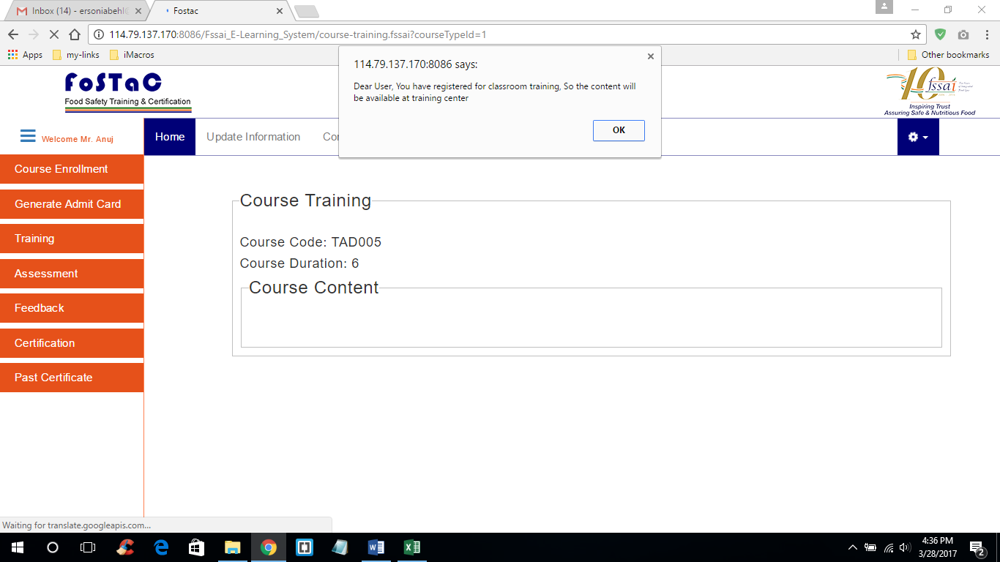 Inbox (14) - ersoniabehl@
Fostac
114.79.137.170:8086/Fssai_E-Learning_System/course-training.fssai?courseTypeId=1
Apps
my-links
iMacros
Other bookmarks
FoSTaC
Food Safety Training & Certification
114.79.137.170:8086 says:
Dear User, You have registered for classroom training, So the content will
be available at training center
OK
10 fssai
Inspiring Trust
Assuring Safe & Nutritious Food
Welcome Mr. Anuj
Home
Update Information
Course Enrollment
Generate Admit Card
Training
Assessment
Feedback
Certification
Past Certificate
Course Training
Course Code: TAD005
Course Duration: 6
Course Content
Waiting for translate.googleapis.com...
4:36 PM
3/28/2017
2